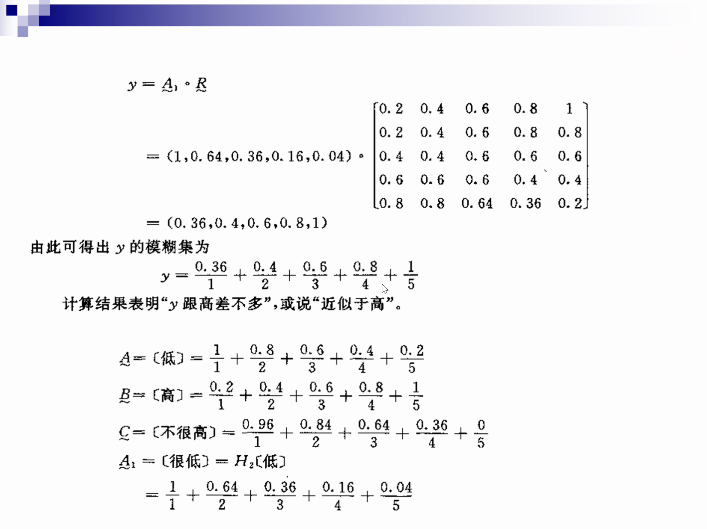 y = A₁ ∘ R
= (1,0.64,0.36,0.16,0.04) ∘ [0.2 0.4 0.6 0.8 1
0.2 0.4 0.6 0.8 0.8
0.4 0.4 0.6 0.6 0.6
0.6 0.6 0.6 0.4 0.4
0.8 0.8 0.64 0.36 0.2]
= (0.36,0.4,0.6,0.8,1)
由此可得出 y 的模糊集为
y = 0.36/1 + 0.4/2 + 0.6/3 + 0.8/4 + 1/5
计算结果表明“y 跟高差不多”,或说“近似于高”。
A=〔低〕= 1/1 + 0.8/2 + 0.6/3 + 0.4/4 + 0.2/5
B=〔高〕= 0.2/1 + 0.4/2 + 0.6/3 + 0.8/4 + 1/5
C=〔不很高〕= 0.96/1 + 0.84/2 + 0.64/3 + 0.36/4 + 0/5
A₁ =〔很低〕= H₂〔低〕
= 1/1 + 0.64/2 + 0.36/3 + 0.16/4 + 0.04/5